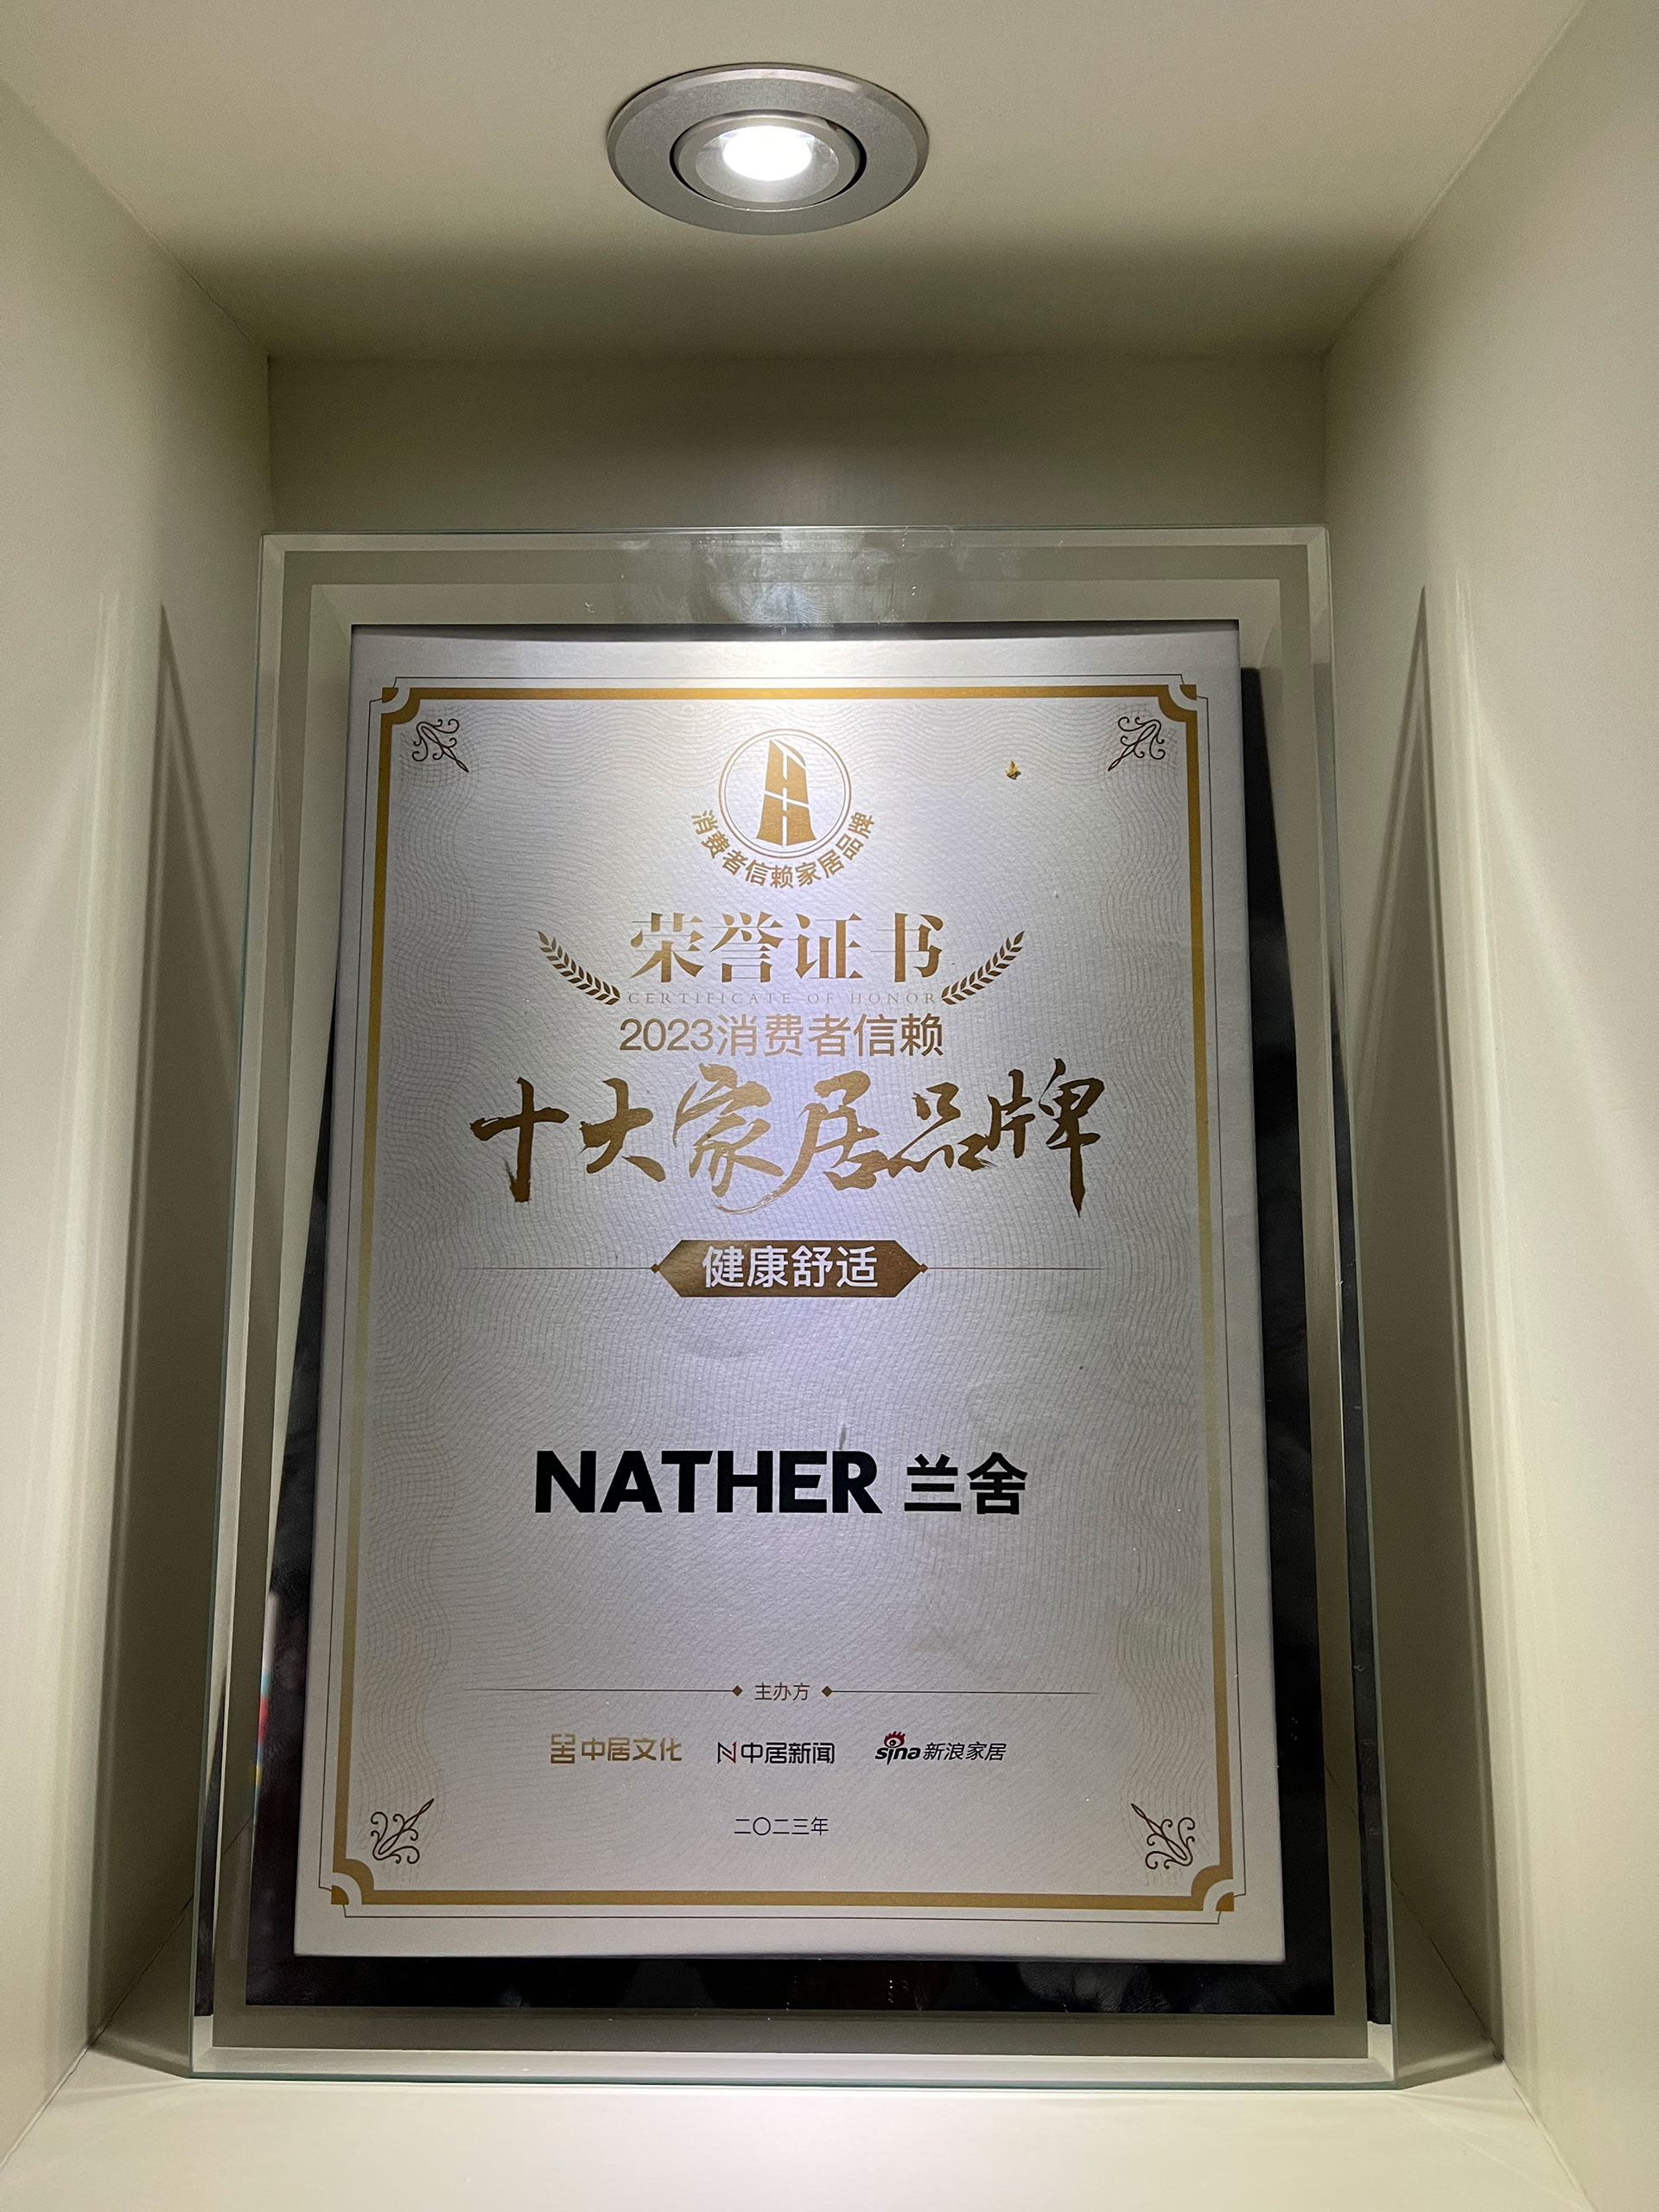 消费者信赖家居品牌
荣誉证书
CERTIFICATE OF HONOR
2023消费者信赖
十大家居品牌
健康舒适
NATHER 兰舍
主办方
中居文化 中居新闻 sina新浪家居
二〇二三年